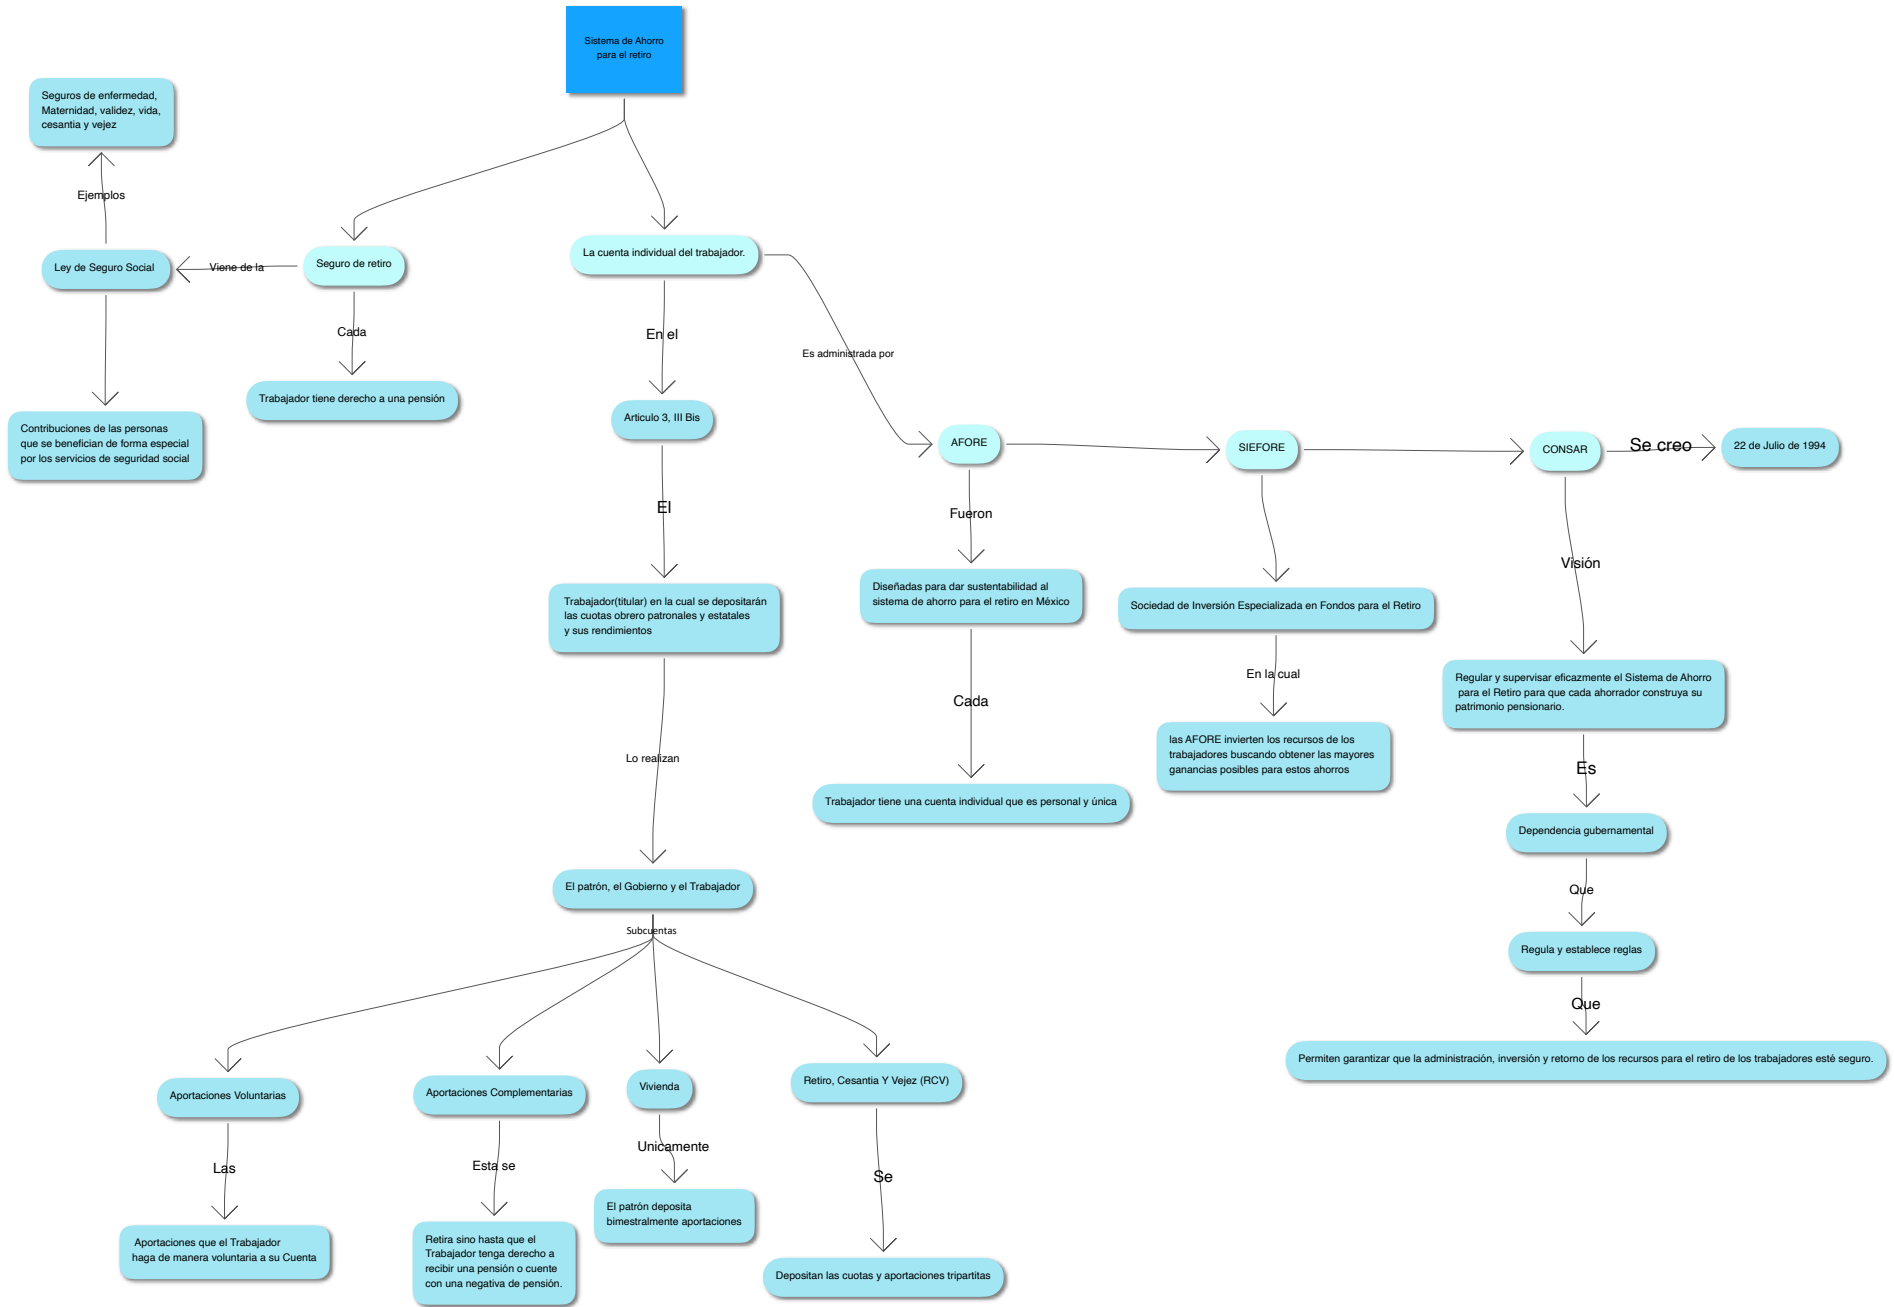 Sistema de Ahorro
para el retiro
Seguros de enfermedad,
Maternidad, validez, vida,
cesantia y vejez
Ejemplos
Ley de Seguro Social
Viene de la
Seguro de retiro
La cuenta individual del trabajador.
Cada
Trabajador tiene derecho a una pensión
Contribuciones de las personas
que se benefician de forma especial
por los servicios de seguridad social
En el
Es administrada por
Articulo 3, III Bis
El
Trabajador(titular) en la cual se depositarán
las cuotas obrero patronales y estatales
y sus rendimientos
Lo realizan
El patrón, el Gobierno y el Trabajador
Subcuentas
Aportaciones Voluntarias
Las
Aportaciones que el Trabajador
haga de manera voluntaria a su Cuenta
Aportaciones Complementarias
Esta se
Retira sino hasta que el
Trabajador tenga derecho a
recibir una pensión o cuente
con una negativa de pensión.
Vivienda
Unicamente
El patrón deposita
bimestralmente aportaciones
Retiro, Cesantia Y Vejez (RCV)
Se
Depositan las cuotas y aportaciones tripartitas
AFORE
Fueron
Diseñadas para dar sustentabilidad al
sistema de ahorro para el retiro en México
Cada
Trabajador tiene una cuenta individual que es personal y única
SIEFORE
Sociedad de Inversión Especializada en Fondos para el Retiro
En la cual
las AFORE invierten los recursos de los
trabajadores buscando obtener las mayores
ganancias posibles para estos ahorros
CONSAR
Se creo
22 de Julio de 1994
Visión
Regular y supervisar eficazmente el Sistema de Ahorro
para el Retiro para que cada ahorrador construya su
patrimonio pensionario.
Es
Dependencia gubernamental
Que
Regula y establece reglas
Que
Permiten garantizar que la administración, inversión y retorno de los recursos para el retiro de los trabajadores esté seguro.